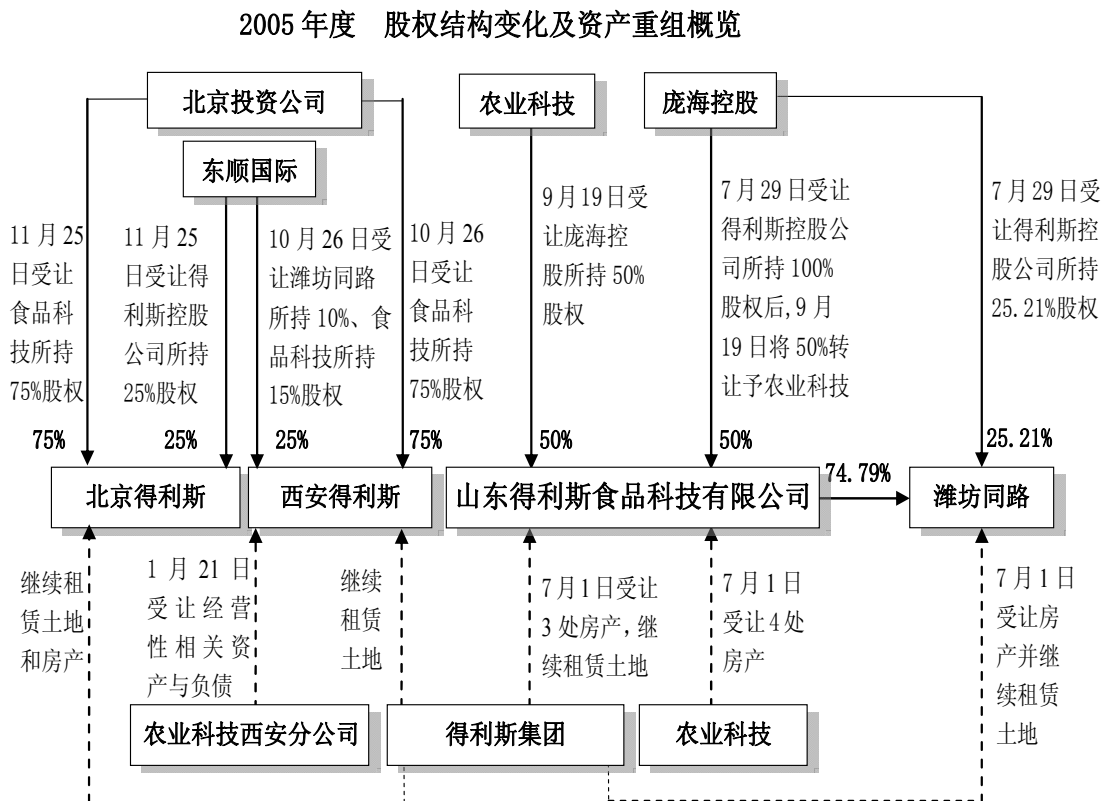 2005 年度　股权结构变化及资产重组概览
北京投资公司
农业科技
庞海控股
东顺国际
11 月 25
日受让
食品科
技所持
75%股权
11 月 25
日受让得
利斯控股
公司所持
25%股权
10 月 26 日受
让潍坊同路
所持 10%、食
品科技所持
15%股权
10 月 26
日受让
食品科
技所持
75%股权
9 月 19 日受
让庞海控
股所持 50%
股权
7 月 29 日受让
得利斯控股公
司所持 100%
股权后,9 月
19 日将 50%转
让予农业科技
7 月 29 日受
让得利斯控
股公司所持
25.21%股权
75%
25%
25%
75%
50%
50%
25.21%
北京得利斯
西安得利斯
山东得利斯食品科技有限公司
74.79%
潍坊同路
继续租
赁土地
和房产
1 月 21 日
受让经营
性相关资
产与负债
继续
租赁
土地
7 月 1 日受让
3 处房产，继
续租赁土地
7 月 1 日
受让 4 处
房产
7 月 1 日
受让房
产并继
续租赁
土地
农业科技西安分公司
得利斯集团
农业科技